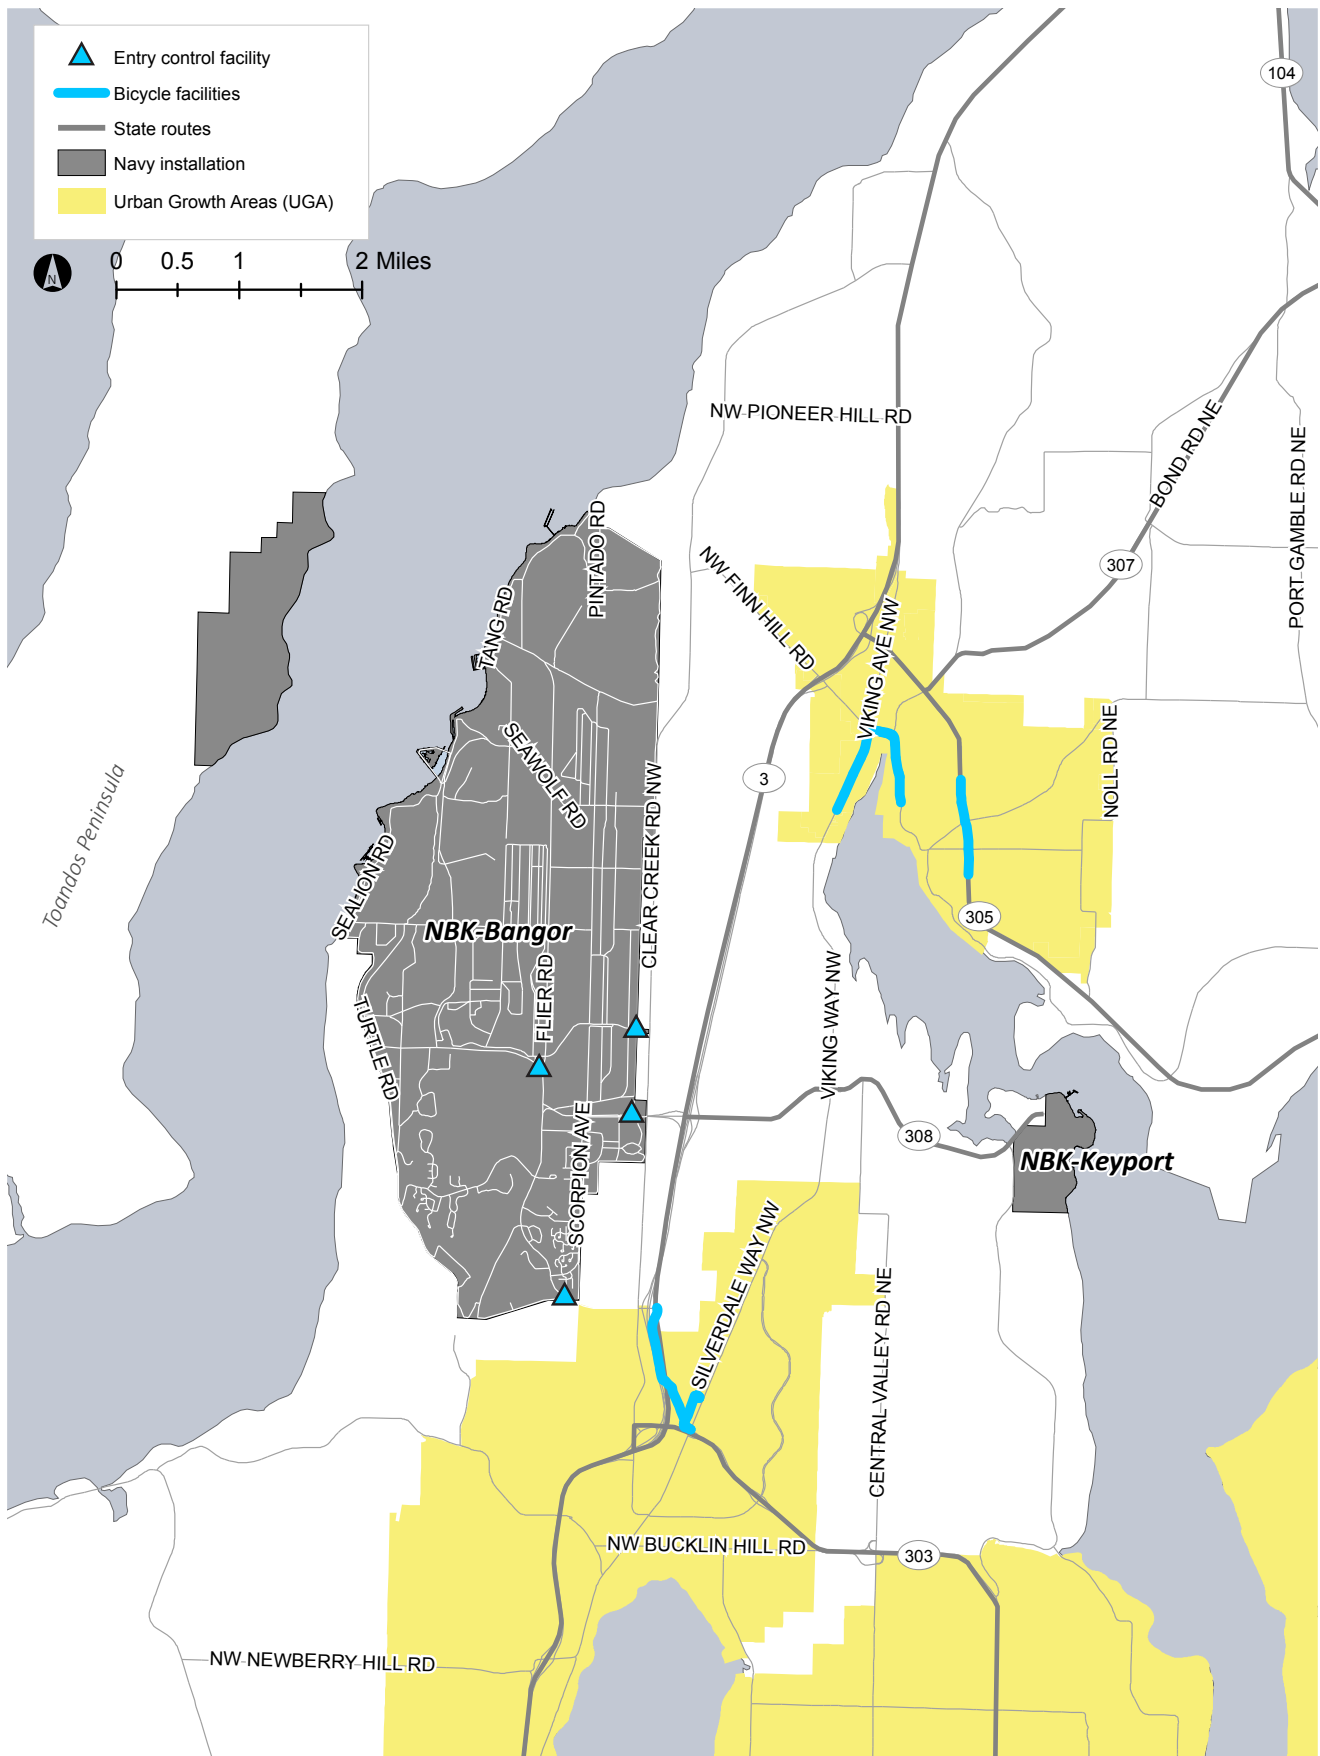 Entry control facility
Bicycle facilities
State routes
Navy installation
Urban Growth Areas (UGA)
N
0 0.5 1 2 Miles
104
NW PIONEER HILL RD
BOND RD NE
PORT GAMBLE RD NE
307
PINTADO RD
TANG RD
NW FINN HILL RD
VIKING AVE NW
SEAWOLF RD
NOLL RD NE
3
Toandos Peninsula
CLEAR CREEK RD NW
SEALION RD
NBK-Bangor
305
FLIER RD
VIKING WAY NW
TURTLE RD
SCORPION AVE
308
NBK-Keyport
SILVERDALE WAY NW
CENTRAL VALLEY RD NE
NW BUCKLIN HILL RD
303
NW NEWBERRY HILL RD